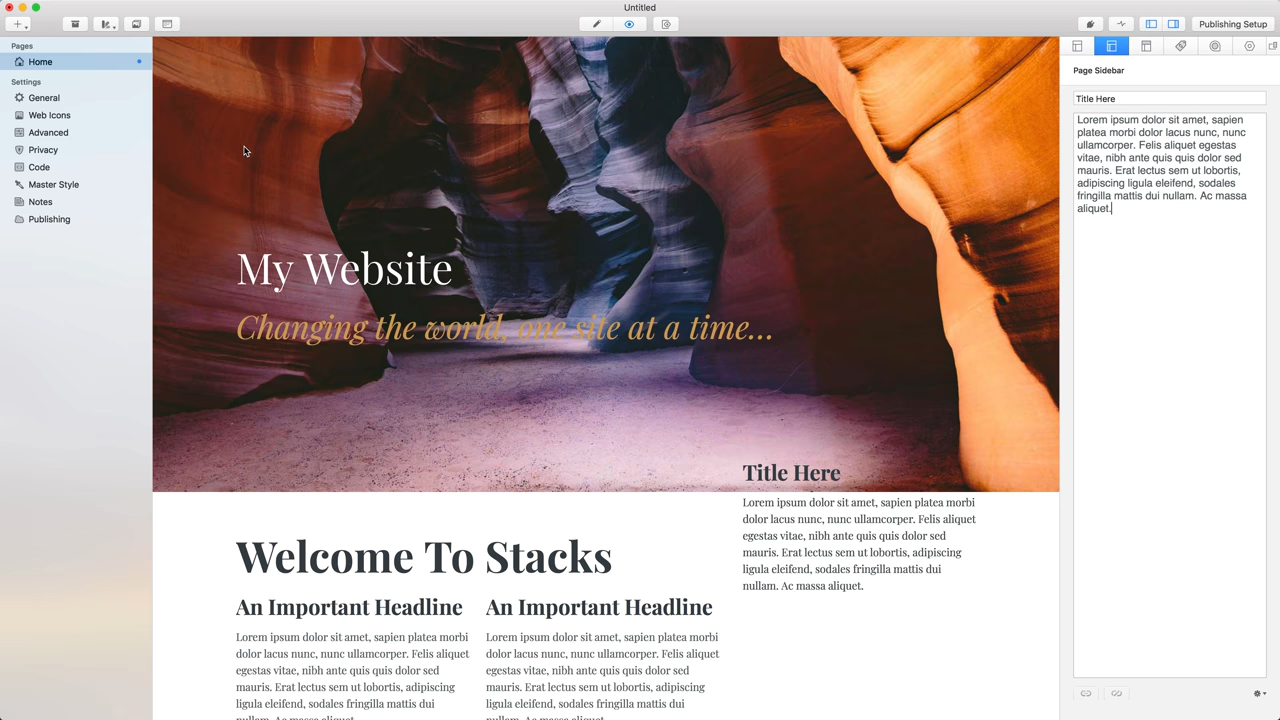 Untitled
Publishing Setup
Pages
Home
Settings
General
Web Icons
Advanced
Privacy
Code
Master Style
Notes
Publishing
My Website
Changing the world, one site at a time...
Title Here
Lorem ipsum dolor sit amet, sapien platea morbi
dolor lacus nunc, nunc ullamcorper. Felis aliquet
egestas vitae, nibh ante quis quis dolor sed
mauris. Erat lectus sem ut lobortis, adipiscing
ligula eleifend, sodales fringilla mattis dui
nullam. Ac massa aliquet.
Welcome To Stacks
An Important Headline
Lorem ipsum dolor sit amet, sapien platea morbi
dolor lacus nunc, nunc ullamcorper. Felis aliquet
egestas vitae, nibh ante quis quis dolor sed
mauris. Erat lectus sem ut lobortis, adipiscing
ligula eleifend, sodales fringilla mattis dui
nullam. Ac massa aliquet.
An Important Headline
Lorem ipsum dolor sit amet, sapien platea morbi
dolor lacus nunc, nunc ullamcorper. Felis aliquet
egestas vitae, nibh ante quis quis dolor sed
mauris. Erat lectus sem ut lobortis, adipiscing
ligula eleifend, sodales fringilla mattis dui
nullam. Ac massa aliquet.
Page Sidebar
Title Here
Lorem ipsum dolor sit amet, sapien
platea morbi dolor lacus nunc, nunc
ullamcorper. Felis aliquet egestas
vitae, nibh ante quis quis dolor sed
mauris. Erat lectus sem ut lobortis,
adipiscing ligula eleifend, sodales
fringilla mattis dui nullam. Ac massa
aliquet.